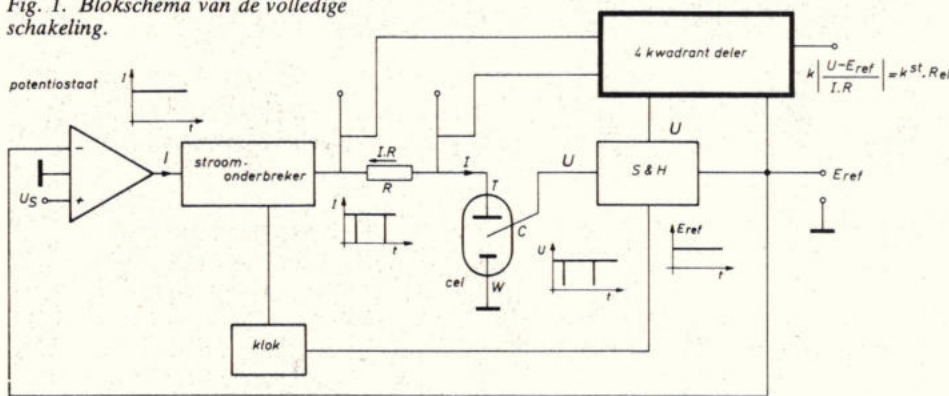 Fig. 1. Blokschema van de volledige
schakeling.
potentiostaat
I
t
4 kwadrant deler
k|U-Eref/I.R|=kst.Rel
U
−
US
+
I
stroom-
onderbreker
I.R
R
I
I
t
T
C
W
cel
U
U
t
S & H
Eref
t
Eref
klok